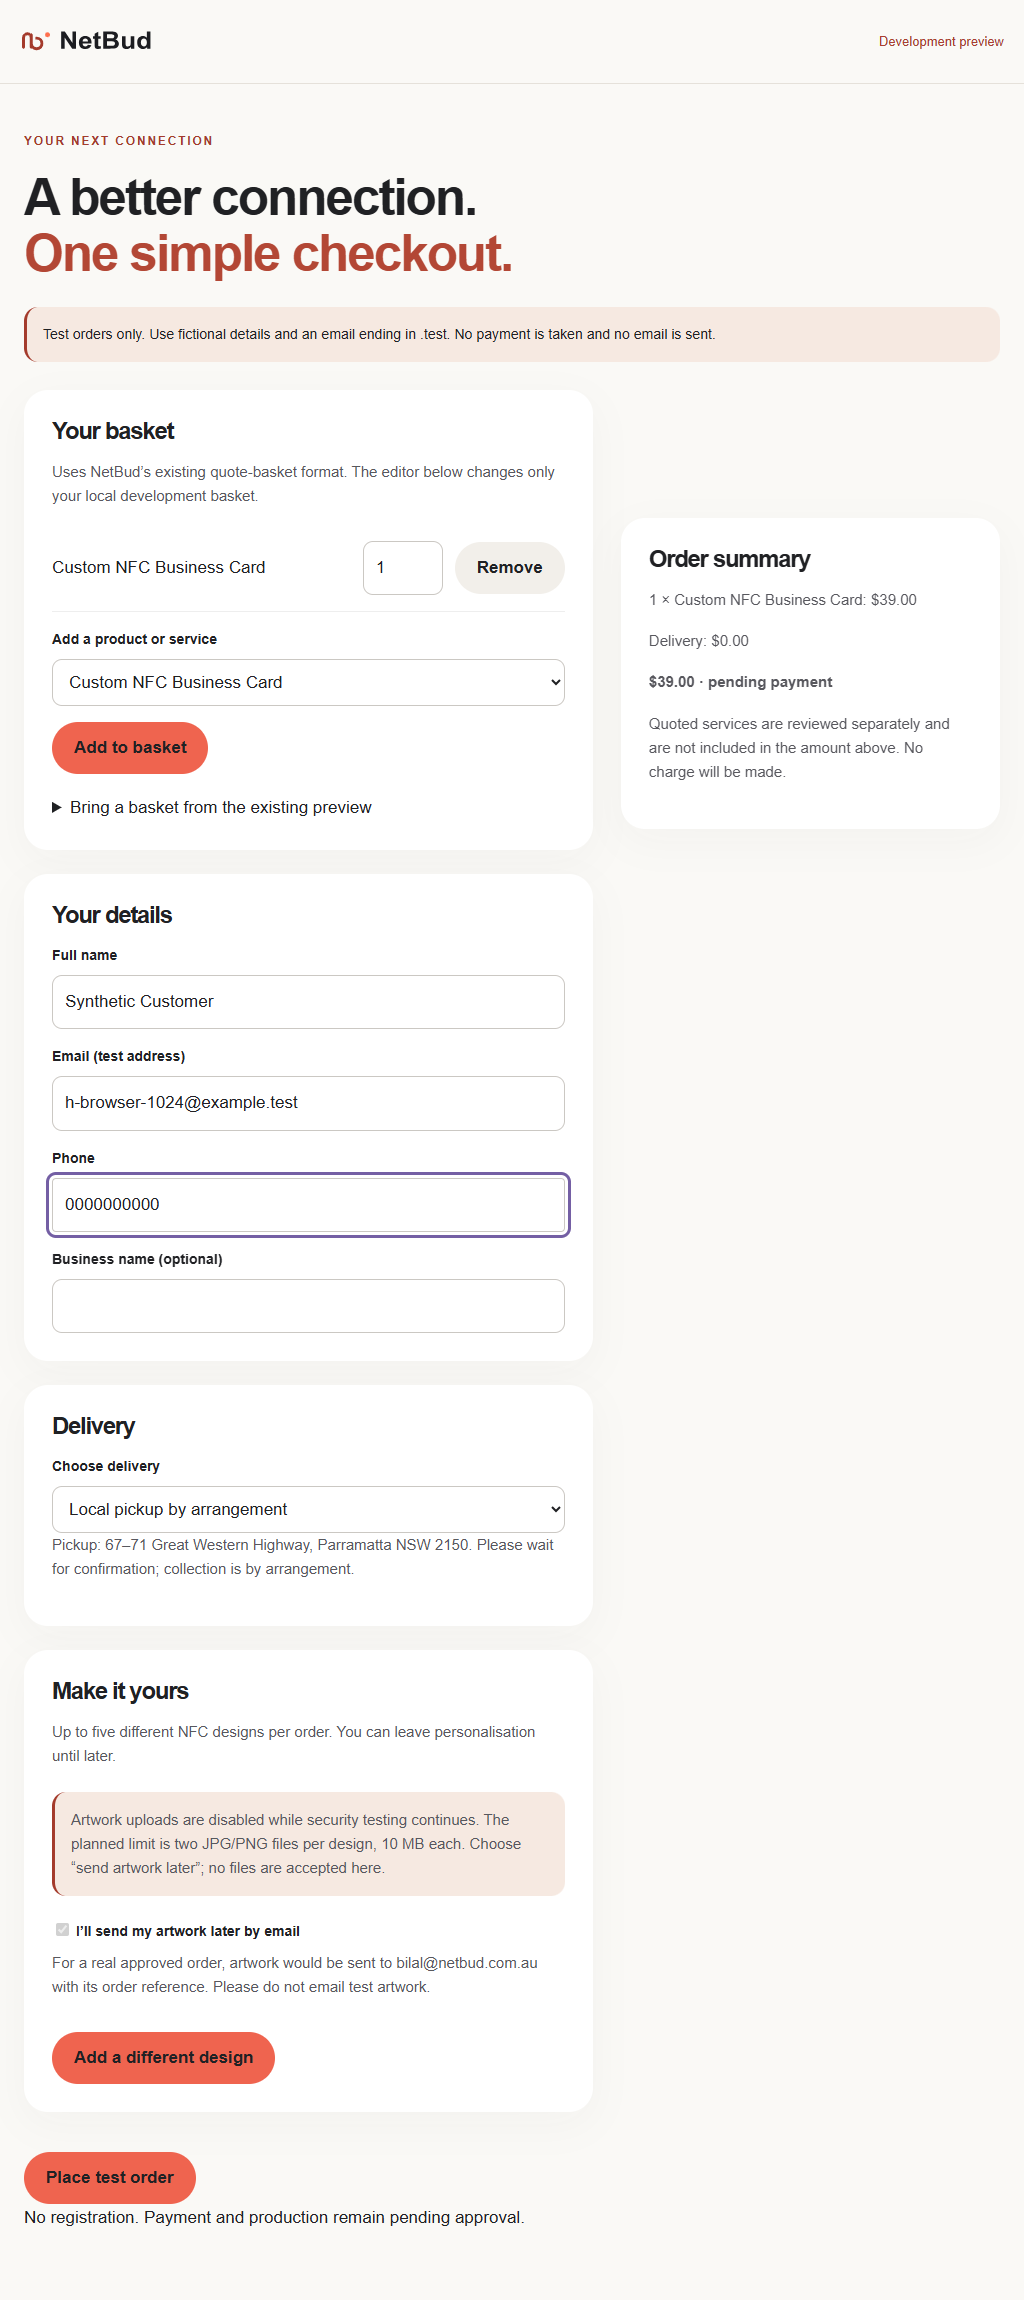 NetBud
Development preview
YOUR NEXT CONNECTION
A better connection.
One simple checkout.
Test orders only. Use fictional details and an email ending in .test. No payment is taken and no email is sent.
Your basket
Uses NetBud’s existing quote-basket format. The editor below changes only
your local development basket.
Custom NFC Business Card
1
Remove
Add a product or service
Custom NFC Business Card
Add to basket
Bring a basket from the existing preview
Order summary
1 × Custom NFC Business Card: $39.00
Delivery: $0.00
$39.00 · pending payment
Quoted services are reviewed separately and
are not included in the amount above. No
charge will be made.
Your details
Full name
Synthetic Customer
Email (test address)
h-browser-1024@example.test
Phone
0000000000
Business name (optional)
Delivery
Choose delivery
Local pickup by arrangement
Pickup: 67–71 Great Western Highway, Parramatta NSW 2150. Please wait
for confirmation; collection is by arrangement.
Make it yours
Up to five different NFC designs per order. You can leave personalisation
until later.
Artwork uploads are disabled while security testing continues. The
planned limit is two JPG/PNG files per design, 10 MB each. Choose
“send artwork later”; no files are accepted here.
I’ll send my artwork later by email
For a real approved order, artwork would be sent to bilal@netbud.com.au
with its order reference. Please do not email test artwork.
Add a different design
Place test order
No registration. Payment and production remain pending approval.